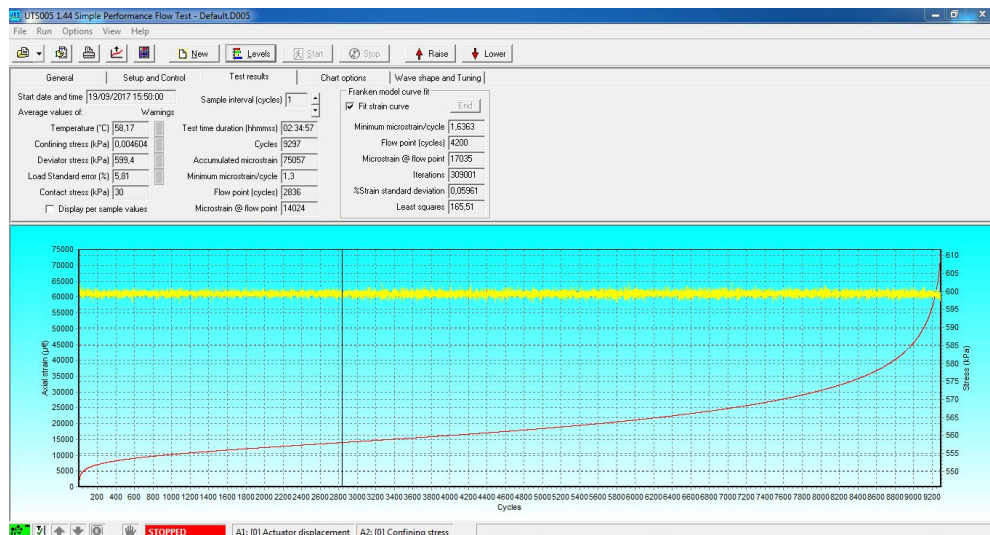 UTS005 1.44 Simple Performance Flow Test - Default.D005
File Run Options View Help
New Levels Start Stop Raise Lower
General Setup and Control Test results Chart options Wave shape and Tuning
Start date and time 19/09/2017 15:50:00
Average values of: Warnings
Temperature (°C) 58,17
Confining stress (kPa) 0,004604
Deviator stress (kPa) 599,4
Load Standard error (%) 5,81
Contact stress (kPa) 30
Display per sample values
Sample interval (cycles) 1
Test time duration (hhmmss) 02:34:57
Cycles 9297
Accumulated microstrain 75057
Minimum microstrain/cycle 1,3
Flow point (cycles) 2836
Microstrain @ flow point 14024
Franken model curve fit
Fit strain curve End
Minimum microstrain/cycle 1,6363
Flow point (cycles) 4200
Microstrain @ flow point 17035
Iterations 309001
%Strain standard deviation 0,05961
Least squares 165,51
75000
70000
65000
60000
55000
50000
45000
40000
35000
30000
25000
20000
15000
10000
5000
0
Axial strain (µε)
610
605
600
595
590
585
580
575
570
565
560
555
550
Stress (kPa)
200 400 600 800 1000 1200 1400 1600 1800 2000 2200 2400 2600 2800 3000 3200 3400 3600 3800 4000 4200 4400 4600 4800 5000 5200 5400 5600 5800 6000 6200 6400 6600 6800 7000 7200 7400 7600 7800 8000 8200 8400 8600 8800 9000 9200
Cycles
STOPPED A1: [0] Actuator displacement A2: [0] Confining stress